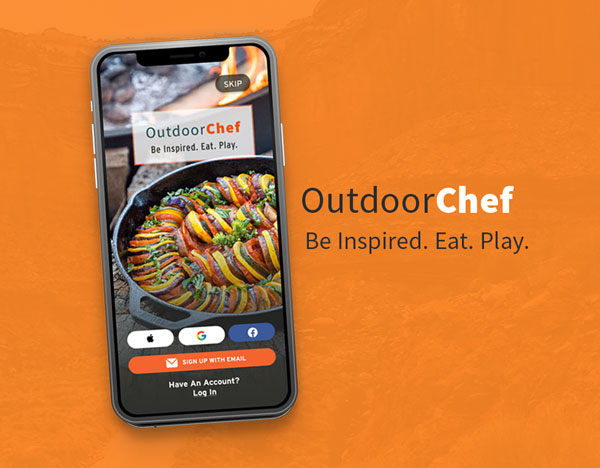 SKIP
OutdoorChef
Be Inspired. Eat. Play.
SIGN UP WITH EMAIL
Have An Account?
Log In
OutdoorChef
Be Inspired. Eat. Play.